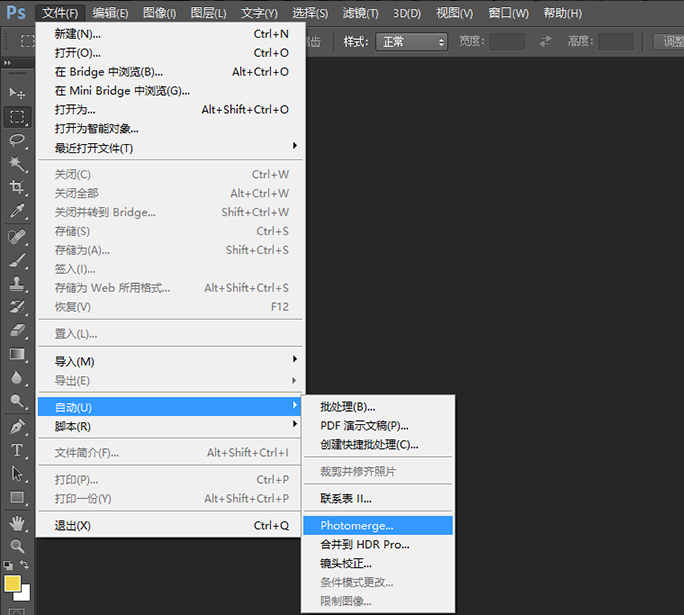 Ps 文件(F) 编辑(E) 图像(I) 图层(L) 文字(Y) 选择(S) 滤镜(T) 3D(D) 视图(V) 窗口(W) 帮助(H)
样式: 正常 宽度: 高度: 调整
新建(N)... Ctrl+N
打开(O)... Ctrl+O
在 Bridge 中浏览(B)... Alt+Ctrl+O
在 Mini Bridge 中浏览(G)...
打开为... Alt+Shift+Ctrl+O
打开为智能对象...
最近打开文件(T)
关闭(C) Ctrl+W
关闭全部 Alt+Ctrl+W
关闭并转到 Bridge... Shift+Ctrl+W
存储(S) Ctrl+S
存储为(A)... Shift+Ctrl+S
签入(I)...
存储为 Web 所用格式... Alt+Shift+Ctrl+S
恢复(V) F12
置入(L)...
导入(M)
导出(E)
自动(U)
脚本(R)
文件简介(F)... Alt+Shift+Ctrl+I
打印(P)... Ctrl+P
打印一份(Y) Alt+Shift+Ctrl+P
退出(X) Ctrl+Q
批处理(B)...
PDF 演示文稿(P)...
创建快捷批处理(C)...
裁剪并修齐照片
联系表 II...
Photomerge...
合并到 HDR Pro...
镜头校正...
条件模式更改...
限制图像...